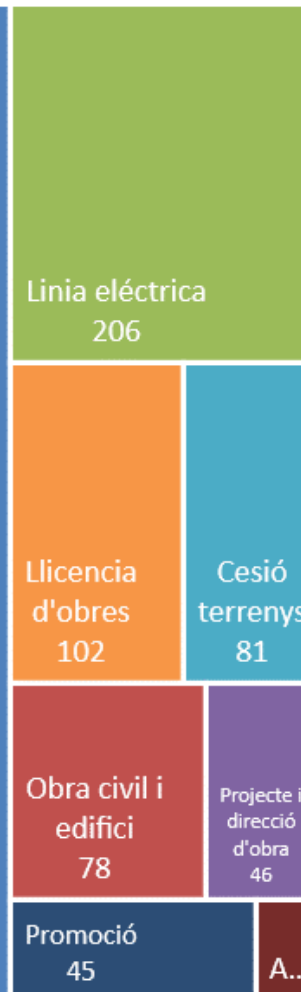 Linia eléctrica
206
Llicencia
d'obres
102
Cesió
terrenys
81
Obra civil i
edifici
78
Projecte i
direcció
d'obra
46
Promoció
45
A...